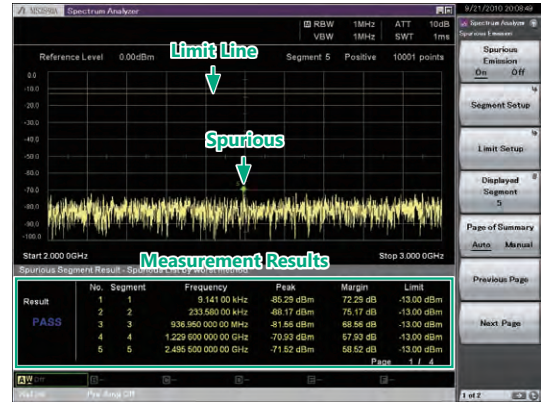 MS2690A Spectrum Analyzer
9/21/2010 20:08:49
RBW 1MHz ATT 10dB
VBW 1MHz SWT 1ms
Reference Level 0.00dBm Segment 5 Positive 10001 points
Limit Line
0.0
-10.0
-20.0
-30.0
-40.0
-50.0
-60.0
-70.0
-80.0
-90.0
-100.0
Spurious
Start 2.000 0GHz Stop 3.000 0GHz
Measurement Results
Spurious Segment Result - Spurious List by Worst method
No. Segment Frequency Peak Margin Limit
Result
PASS
1 1 9.141 00 kHz -85.29 dBm 72.29 dB -13.00 dBm
2 2 233.580 00 kHz -88.17 dBm 75.17 dB -13.00 dBm
3 3 936.950 000 00 MHz -81.56 dBm 68.56 dB -13.00 dBm
4 4 1.229 600 000 00 GHz -70.93 dBm 57.93 dB -13.00 dBm
5 5 2.495 500 000 00 GHz -71.52 dBm 58.52 dB -13.00 dBm
Page 1 / 4
Off
Pre-Amp Off
Spectrum Analyzer
Spurious Emission
Spurious
Emission
On Off
Segment Setup
Limit Setup
Displayed
Segment
5
Page of Summary
Auto Manual
Previous Page
Next Page
1 of 2